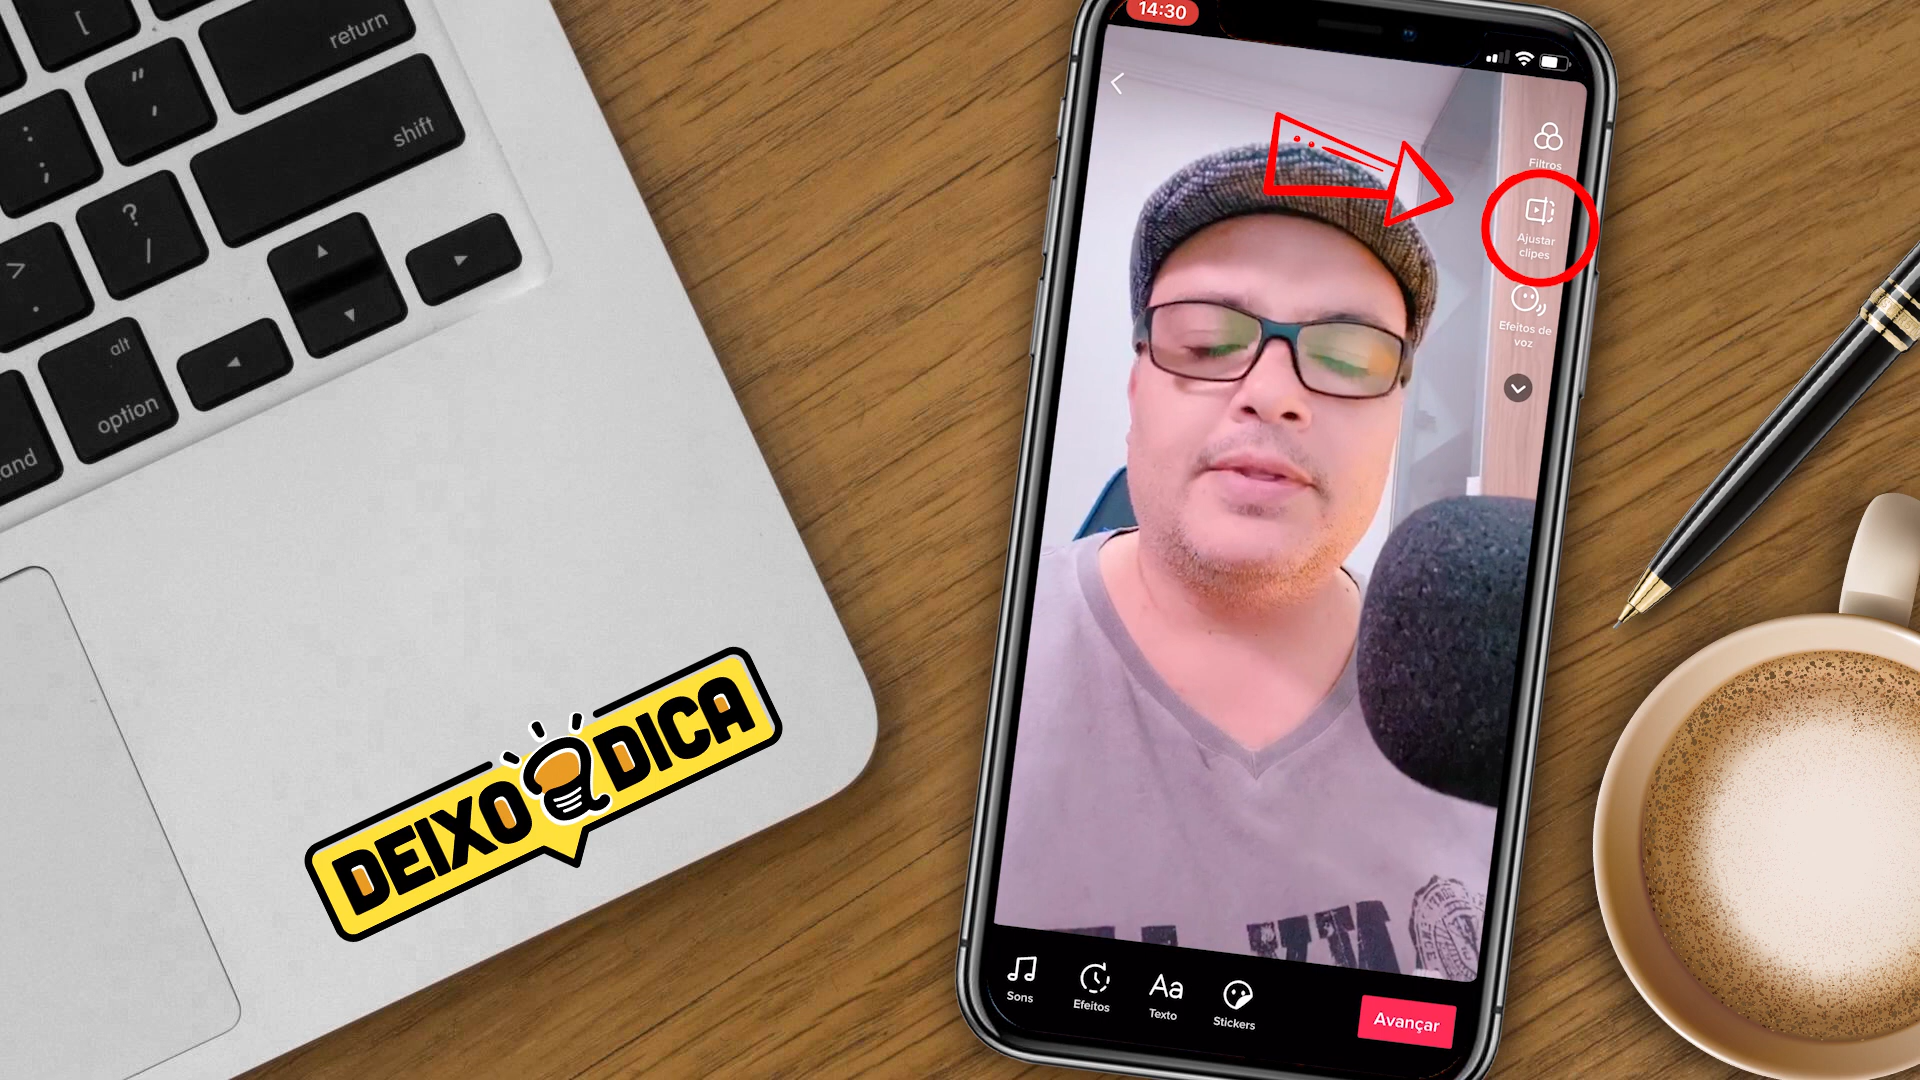 [
return
"
,
shift
:
;
?
/
>
.
alt
option
and
DEIXO DICA
14:30
Filtros
Ajustar
clipes
Efeitos de
voz
Sons
Efeitos
Aa
Texto
Stickers
Avançar